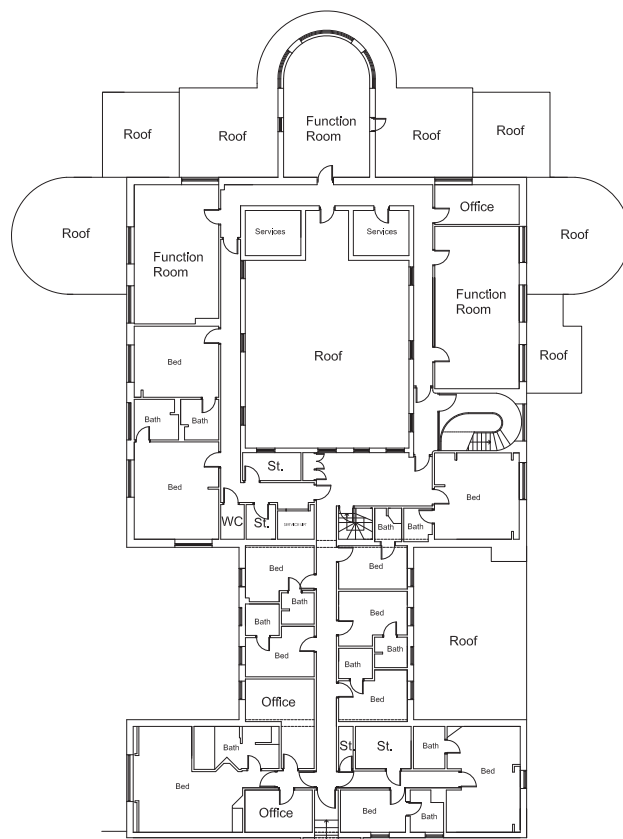 Function
Room
Roof
Roof
Roof
Roof
Office
Roof
Services
Services
Roof
Function
Room
Function
Room
Roof
Roof
Bed
Bath
Bath
St.
Bed
Bed
WC
St.
SERVICE LIFT
Bath
Bath
Bed
Bed
Bath
Bed
Bath
Roof
Bath
Bed
Bath
Office
Bed
St.
St.
Bath
Bath
Bed
Bed
Office
Bed
Bath